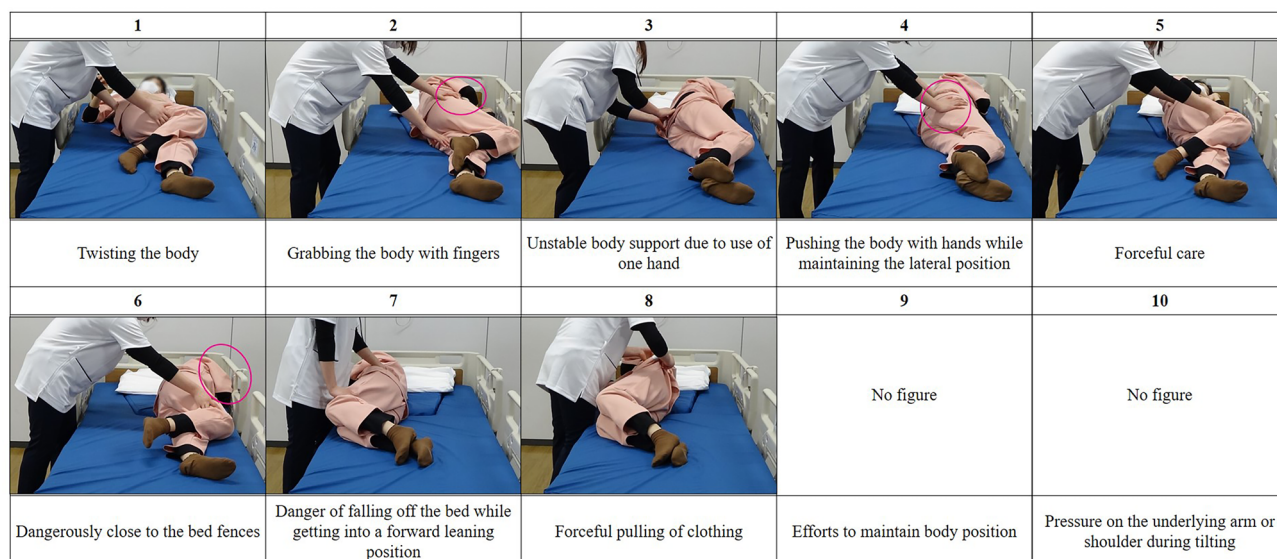 1
2
3
4
5
Twisting the body
Grabbing the body with fingers
Unstable body support due to use of
one hand
Pushing the body with hands while
maintaining the lateral position
Forceful care
6
7
8
9
10
No figure
No figure
Dangerously close to the bed fences
Danger of falling off the bed while
getting into a forward leaning
position
Forceful pulling of clothing
Efforts to maintain body position
Pressure on the underlying arm or
shoulder during tilting